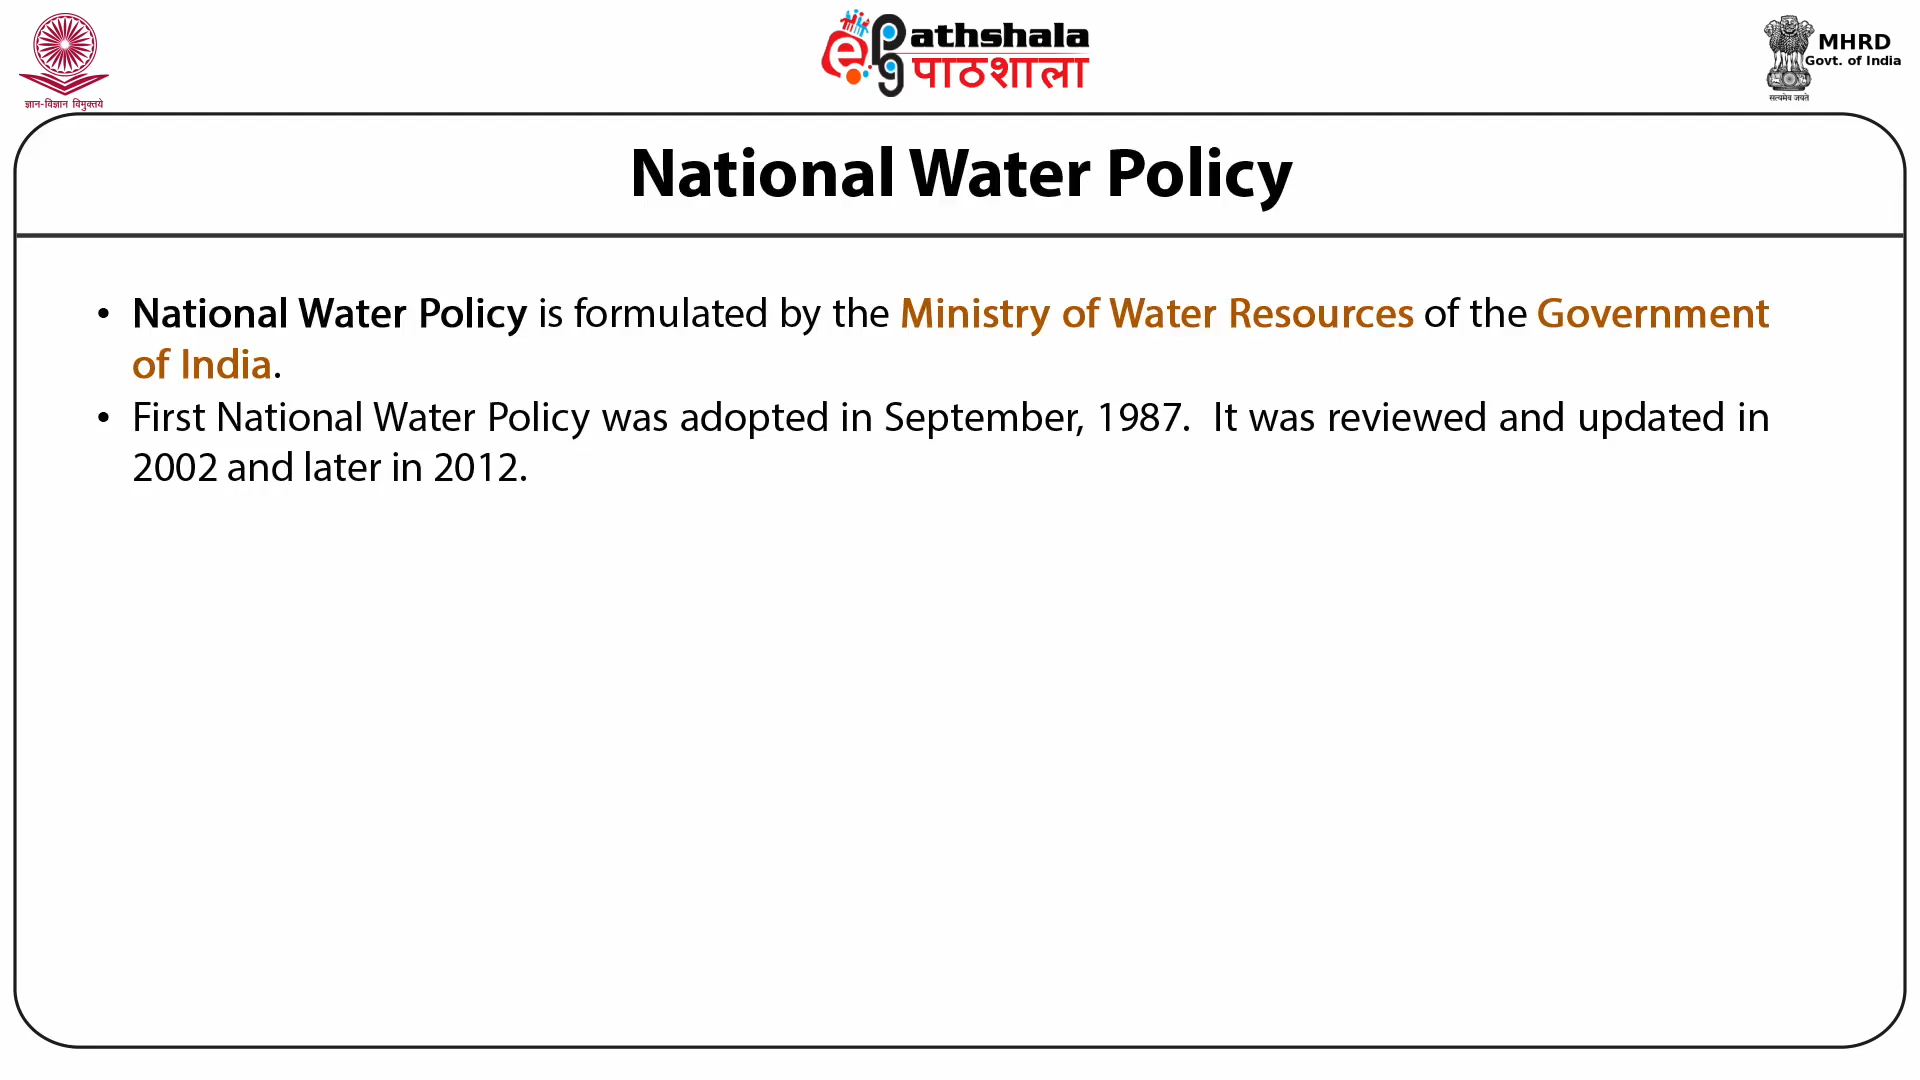 ज्ञान-विज्ञान विमुक्तये
ePg athshala
पाठशाला
MHRD
Govt. of India
सत्यमेव जयते
National Water Policy
• National Water Policy is formulated by the Ministry of Water Resources of the Government
of India.
• First National Water Policy was adopted in September, 1987.  It was reviewed and updated in
2002 and later in 2012.